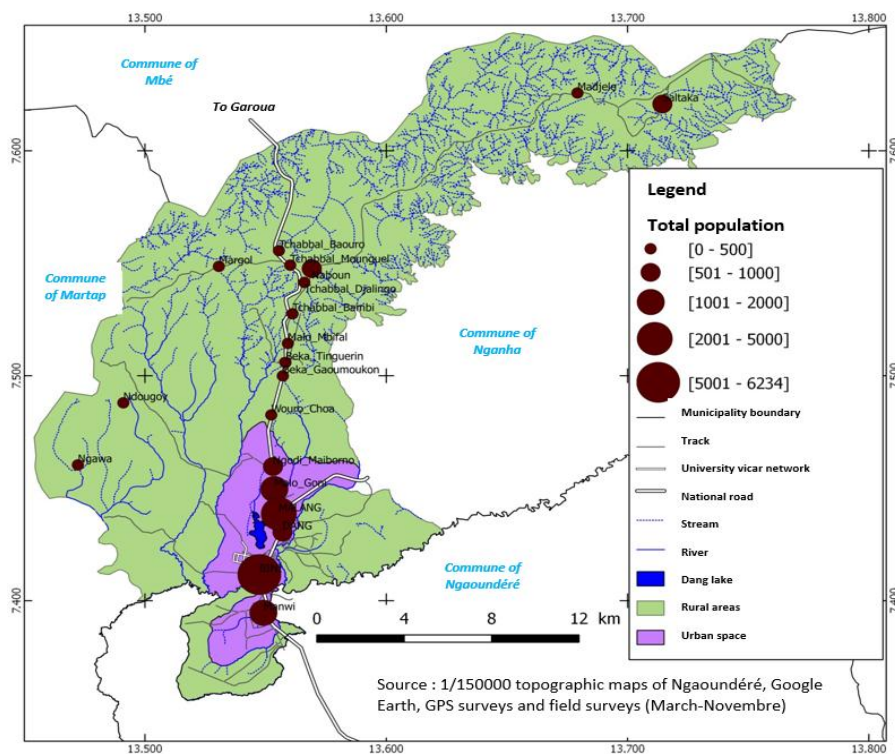 13.500 13.600 13.700 13.800
Commune of
Mbé
To Garoua
Madjele
7.600
7.600
Legend
Total population
[0 - 500]
[501 - 1000]
[1001 - 2000]
[2001 - 5000]
[5001 - 6234]
Municipality boundary
Track
University vicar network
National road
Stream
River
Dang lake
Rural areas
Urban space
Tchabbal_Baouro
Margol
Tchabbal_Mounguel
Tchabbal_Djalingo
Commune
of Martap
Tchabbal_Bambi
Commune of
Nganha
Malo_Mbifal
Beka_Tinguerin
7.500
7.500
Beka_Gaoumoukon
Ndougoy
Wouro_Choa
Ngawa
Ngodi_Maiborno
Commune of
Ngaoundéré
7.400
7.400
0 4 8 12 km
Source : 1/150000 topographic maps of Ngaoundéré, Google
Earth, GPS surveys and field surveys (March-Novembre)
13.500 13.600 13.700 13.800